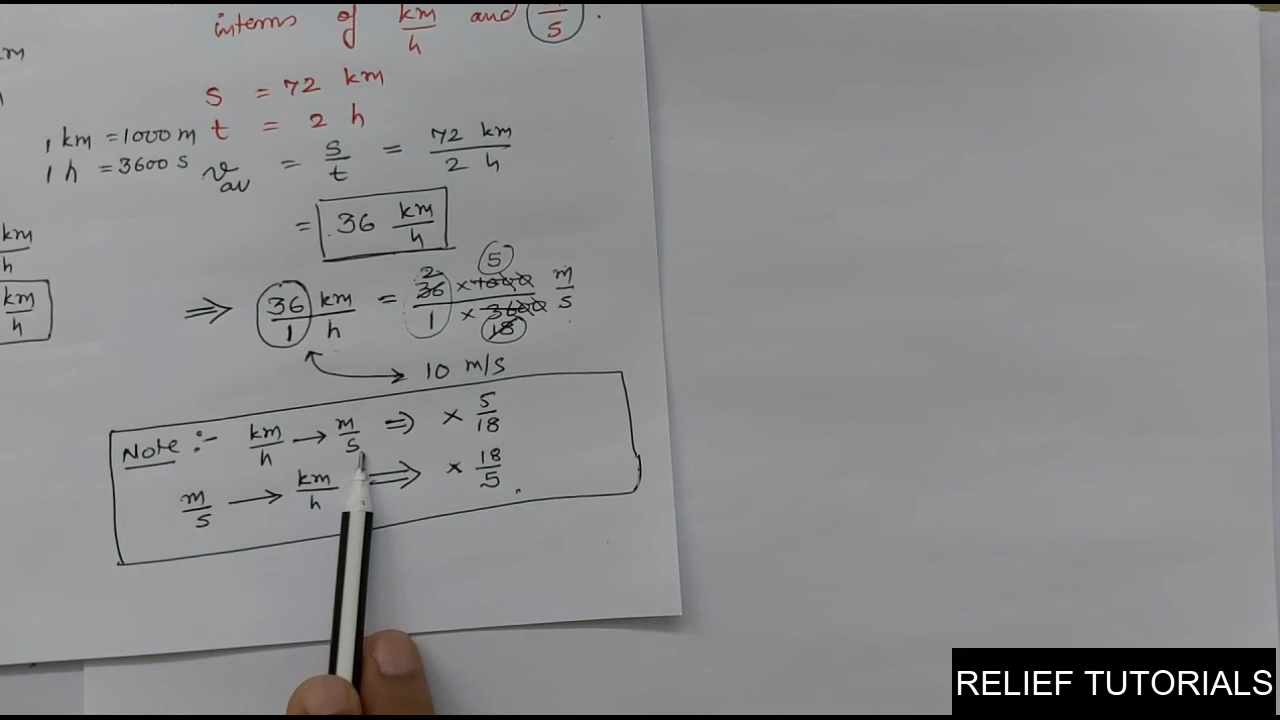 interms of km/h and m/s.
S = 72 km
t = 2 h
1 km = 1000 m
1 h = 3600 s
v_av = S/t = 72 km / 2 h
= 36 km/h
km
h
km/h
km/h
⇒ 36/1 km/h = 36 × 1000 / 1 × 3600 m/s
2
5
18
10 m/s
Note :- km/h → m/s ⇒ × 5/18
m/s → km/h ⇒ × 18/5.
RELIEF TUTORIALS